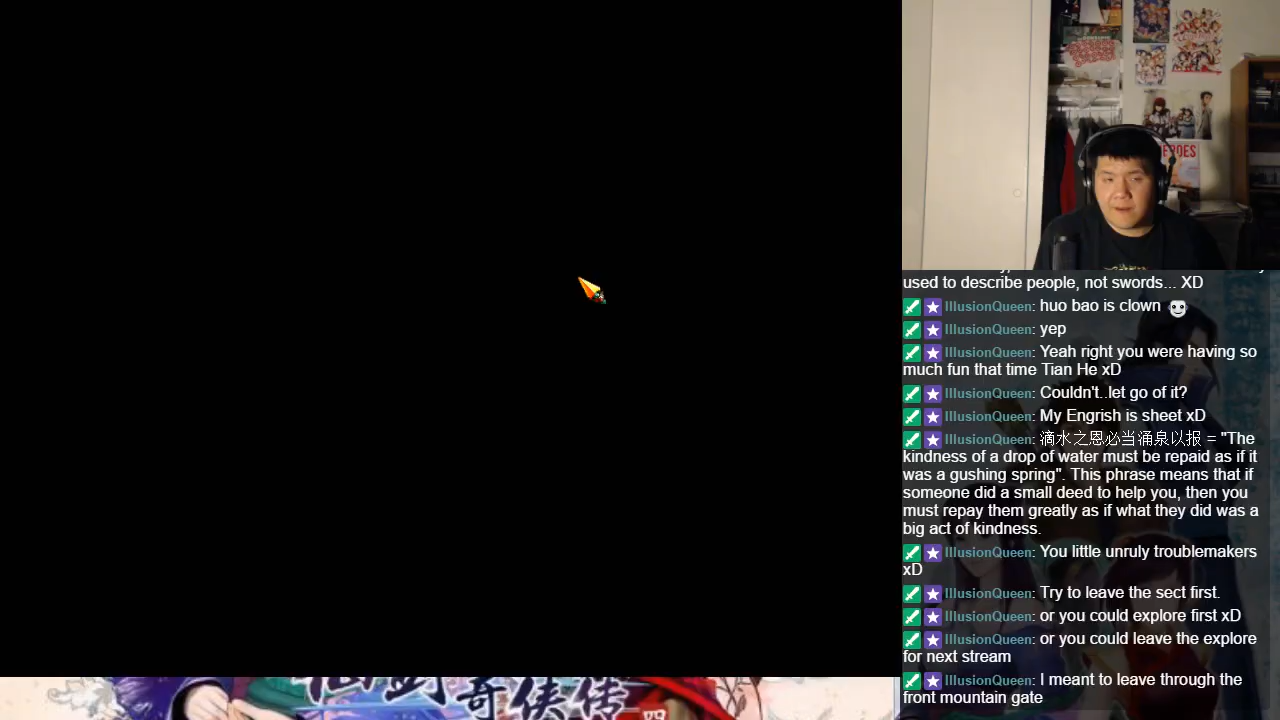 HEROES
used to describe people, not swords... XD
IllusionQueen: huo bao is clown
IllusionQueen: yep
IllusionQueen: Yeah right you were having so
much fun that time Tian He xD
IllusionQueen: Couldn't..let go of it?
IllusionQueen: My Engrish is sheet xD
IllusionQueen: 滴水之恩必当涌泉以报 = "The
kindness of a drop of water must be repaid as if it
was a gushing spring". This phrase means that if
someone did a small deed to help you, then you
must repay them greatly as if what they did was a
big act of kindness.
IllusionQueen: You little unruly troublemakers
xD
IllusionQueen: Try to leave the sect first.
IllusionQueen: or you could explore first xD
IllusionQueen: or you could leave the explore
for next stream
IllusionQueen: I meant to leave through the
front mountain gate
仙剑奇侠传 四